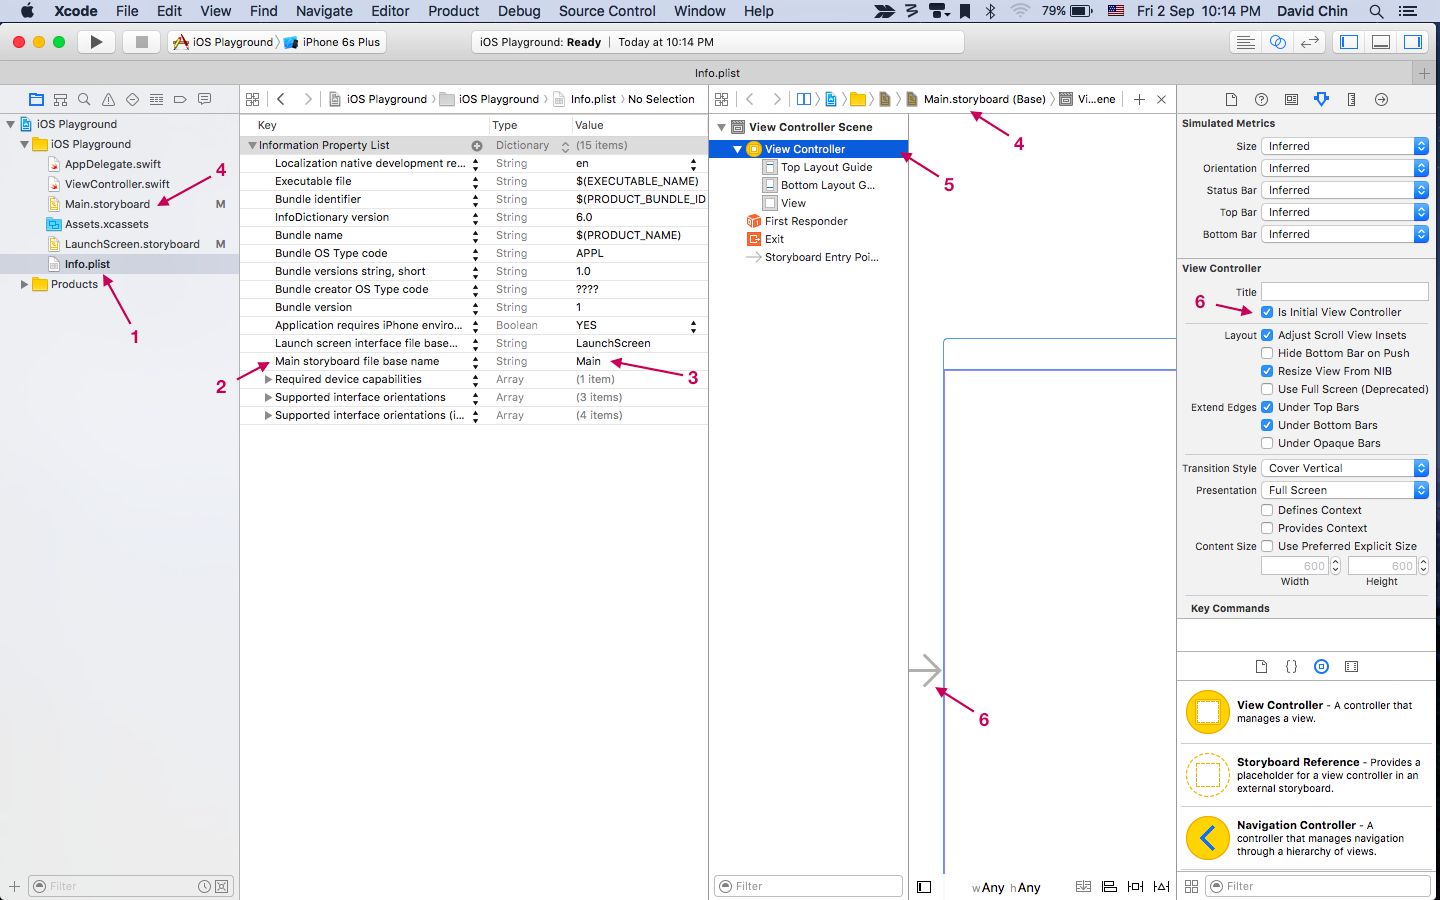 Xcode File Edit View Find Navigate Editor Product Debug Source Control Window Help 79% Fri 2 Sep 10:14 PM David Chin
iOS Playground iPhone 6s Plus iOS Playground: Ready | Today at 10:14 PM
Info.plist
iOS Playground iOS Playground Info.plist No Selection
Main.storyboard (Base) Vi...ene
iOS Playground
iOS Playground
AppDelegate.swift
ViewController.swift
Main.storyboard M
Assets.xcassets
LaunchScreen.storyboard M
Info.plist
Products
4
1
Filter
Key Type Value
Information Property List Dictionary (15 items)
Localization native development re... String en
Executable file String $(EXECUTABLE_NAME)
Bundle identifier String $(PRODUCT_BUNDLE_ID
InfoDictionary version String 6.0
Bundle name String $(PRODUCT_NAME)
Bundle OS Type code String APPL
Bundle versions string, short String 1.0
Bundle creator OS Type code String ????
Bundle version String 1
Application requires iPhone enviro... Boolean YES
Launch screen interface file base... String LaunchScreen
Main storyboard file base name String Main
Required device capabilities Array (1 item)
Supported interface orientations Array (3 items)
Supported interface orientations (i... Array (4 items)
2
3
View Controller Scene
View Controller
Top Layout Guide
Bottom Layout G...
View
First Responder
Exit
Storyboard Entry Poi...
4
5
6
Filter
wAny hAny
Simulated Metrics
Size Inferred
Orientation Inferred
Status Bar Inferred
Top Bar Inferred
Bottom Bar Inferred
View Controller
Title
6
Is Initial View Controller
Layout Adjust Scroll View Insets
Hide Bottom Bar on Push
Resize View From NIB
Use Full Screen (Deprecated)
Extend Edges Under Top Bars
Under Bottom Bars
Under Opaque Bars
Transition Style Cover Vertical
Presentation Full Screen
Defines Context
Provides Context
Content Size Use Preferred Explicit Size
600 600
Width Height
Key Commands
{}
View Controller - A controller that
manages a view.
Storyboard Reference - Provides a
placeholder for a view controller in an
external storyboard.
Navigation Controller - A
controller that manages navigation
through a hierarchy of views.
Filter